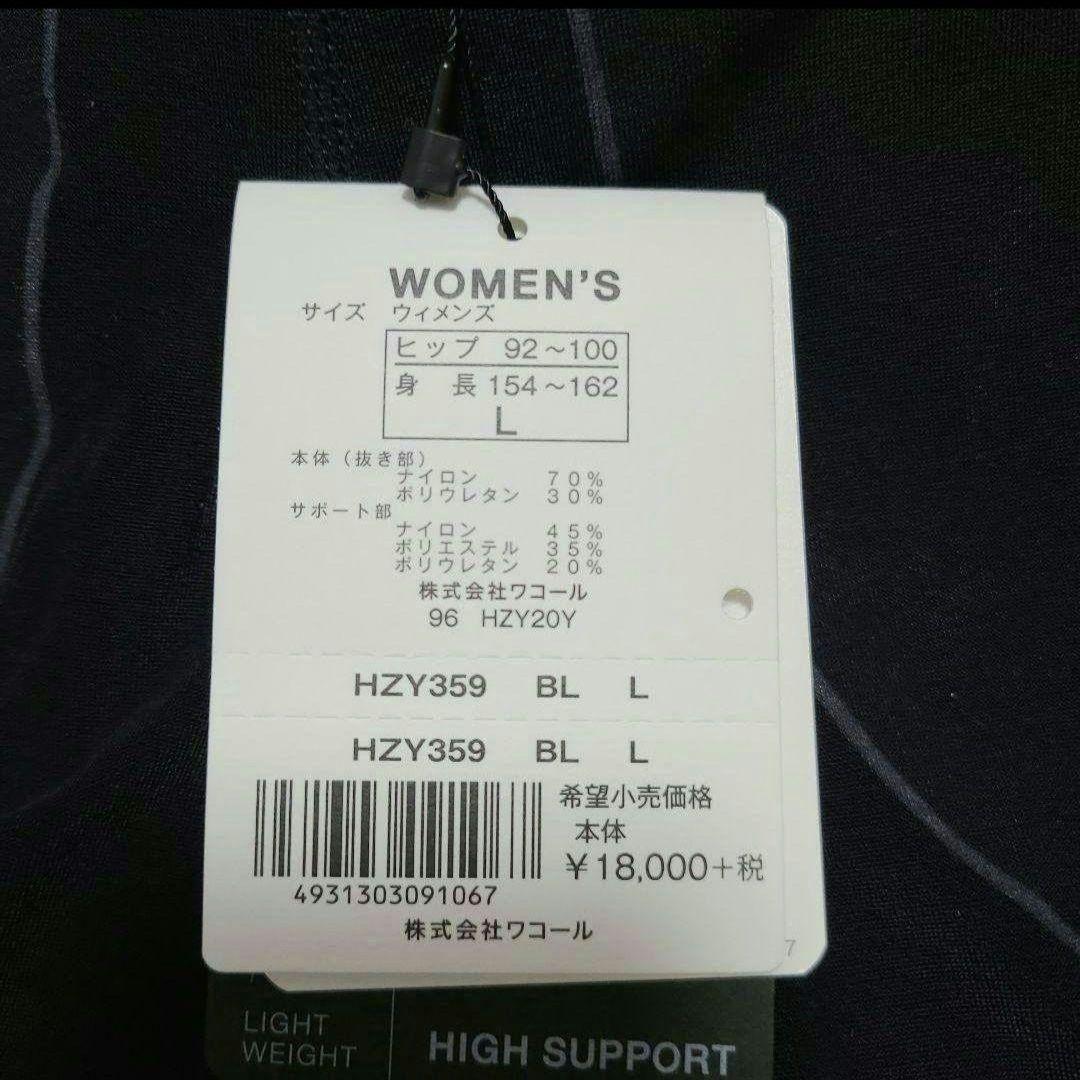 WOMEN'S
サイズ ウィメンズ
ヒップ 92～100
身 長 154～162
L
本体（抜き部）
ナイロン 70%
ポリウレタン 30%
サポート部
ナイロン 45%
ポリエステル 35%
ポリウレタン 20%
株式会社ワコール
96 HZY20Y
HZY359 BL L
HZY359 BL L
希望小売価格
本体
￥18,000+税
4931303091067
株式会社ワコール
7
LIGHT
WEIGHT
HIGH SUPPORT